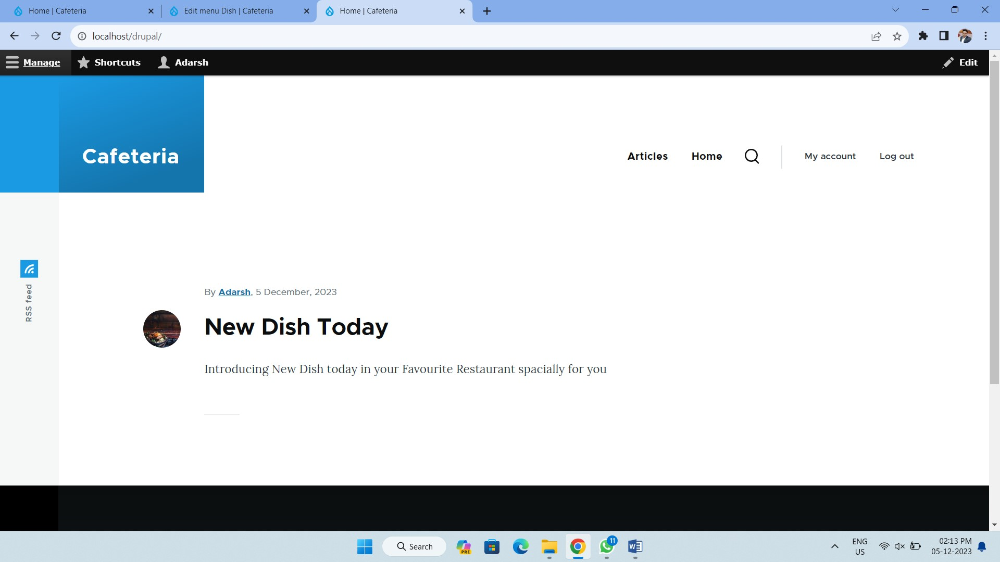 Home | Cafeteria
Edit menu Dish | Cafeteria
Home | Cafeteria
localhost/drupal/
Manage
Shortcuts
Adarsh
Edit
Cafeteria
Articles
Home
My account
Log out
RSS feed
By Adarsh, 5 December, 2023
New Dish Today
Introducing New Dish today in your Favourite Restaurant spacially for you
Search
PRE
11
W
ENG
US
02:13 PM
05-12-2023